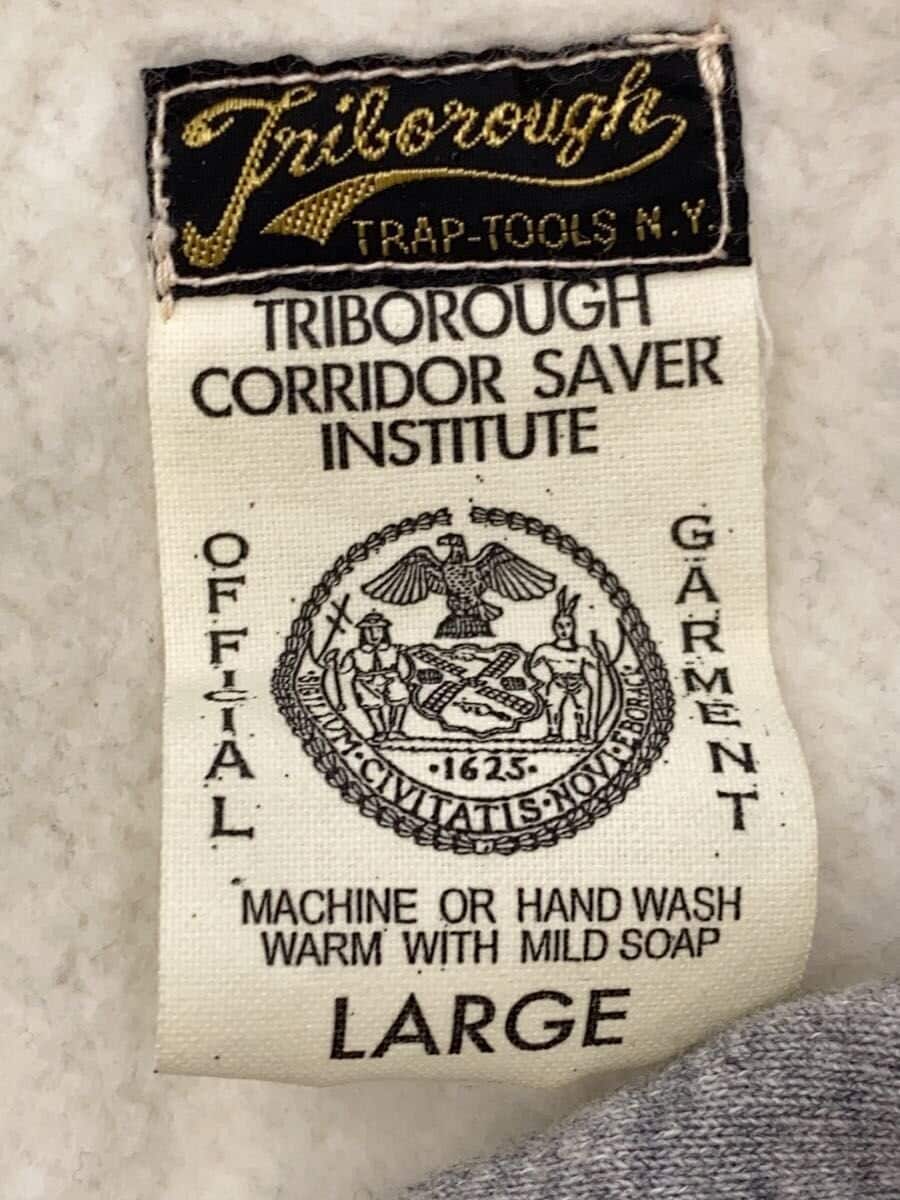 Triborough
TRAP-TOOLS N.Y.
TRIBOROUGH
CORRIDOR SAVER
INSTITUTE
OFFICIAL
GARMENT
·1625·
SIGILLUM·CIVITATIS·NOVI·EBORACI
MACHINE OR HAND WASH
WARM WITH MILD SOAP
LARGE